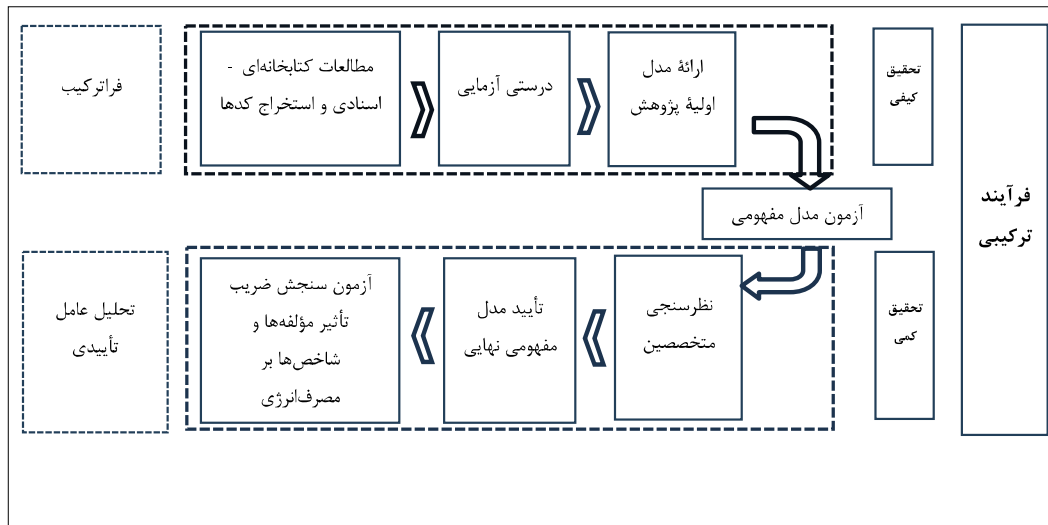 فرآیند
ترکیبی
تحقیق
کیفی
مطالعات کتابخانه‌ای -
اسنادی و استخراج کدها
درستی آزمایی
ارائهٔ مدل
اولیهٔ پژوهش
فراترکیب
آزمون مدل مفهومی
تحقیق
کمی
نظرسنجی
متخصصین
تأیید مدل
مفهومی نهایی
آزمون سنجش ضریب
تأثیر مؤلفه‌ها و
شاخص‌ها بر
مصرف‌انرژی
تحلیل عامل
تأییدی